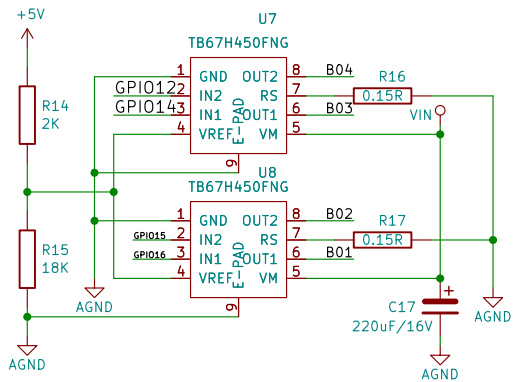 +5V
R14
2K
R15
18K
AGND
AGND
U7
TB67H450FNG
1 GND OUT2 8 B04
GPIO12 2 IN2 RS 7
GPIO14 3 IN1 OUT1 6 B03
4 VREF VM 5
E-PAD
9
R16
0.15R
VIN
U8
TB67H450FNG
1 GND OUT2 8 B02
GPIO15 2 IN2 RS 7
GPIO16 3 IN1 OUT1 6 B01
4 VREF VM 5
E-PAD
9
R17
0.15R
+
C17
220uF/16V
AGND
AGND